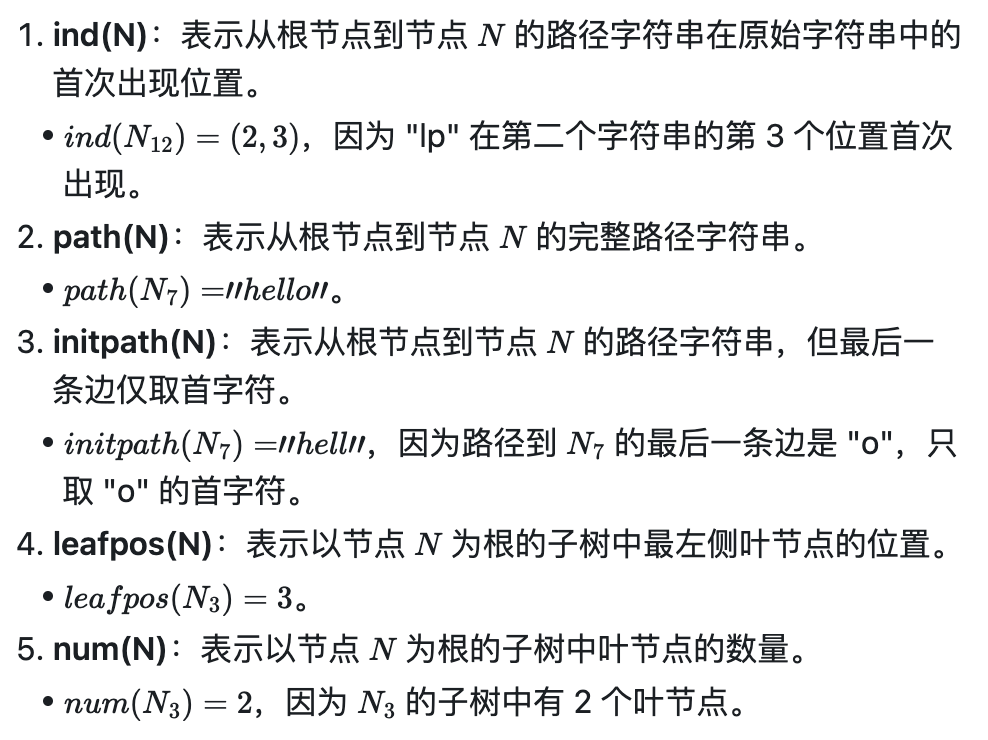 1. ind(N)：表示从根节点到节点 N 的路径字符串在原始字符串中的
首次出现位置。
• ind(N₁₂) = (2, 3)，因为 "lp" 在第二个字符串的第 3 个位置首次
出现。
2. path(N)：表示从根节点到节点 N 的完整路径字符串。
• path(N₇) =′′hello′′。
3. initpath(N)：表示从根节点到节点 N 的路径字符串，但最后一
条边仅取首字符。
• initpath(N₇) =′′hell′′，因为路径到 N₇ 的最后一条边是 "o"，只
取 "o" 的首字符。
4. leafpos(N)：表示以节点 N 为根的子树中最左侧叶节点的位置。
• leafpos(N₃) = 3。
5. num(N)：表示以节点 N 为根的子树中叶节点的数量。
• num(N₃) = 2，因为 N₃ 的子树中有 2 个叶节点。